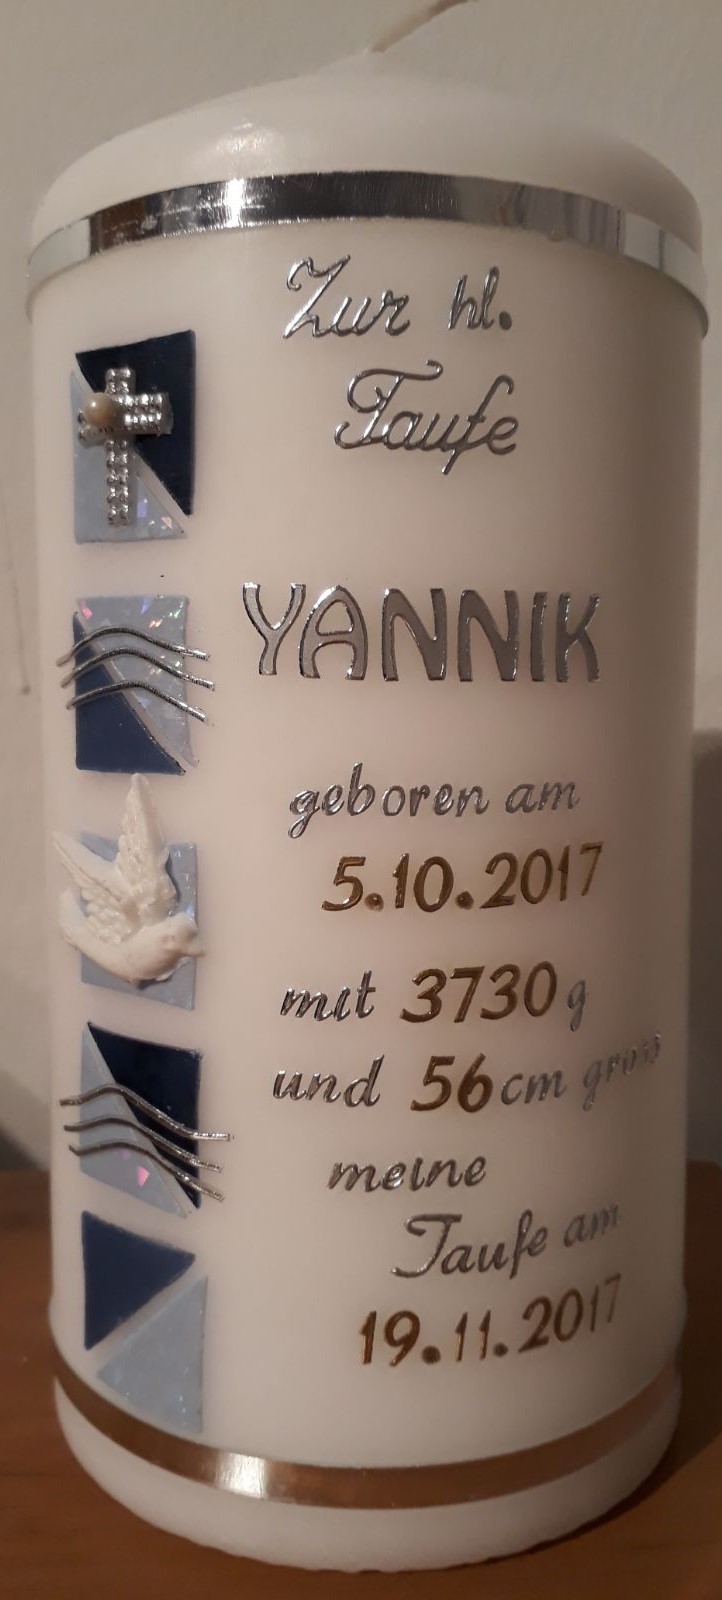 Zur hl.
Taufe
YANNIK
geboren am
5.10.2017
mit 3730 g
und 56 cm gross
meine
Taufe am
19.11.2017